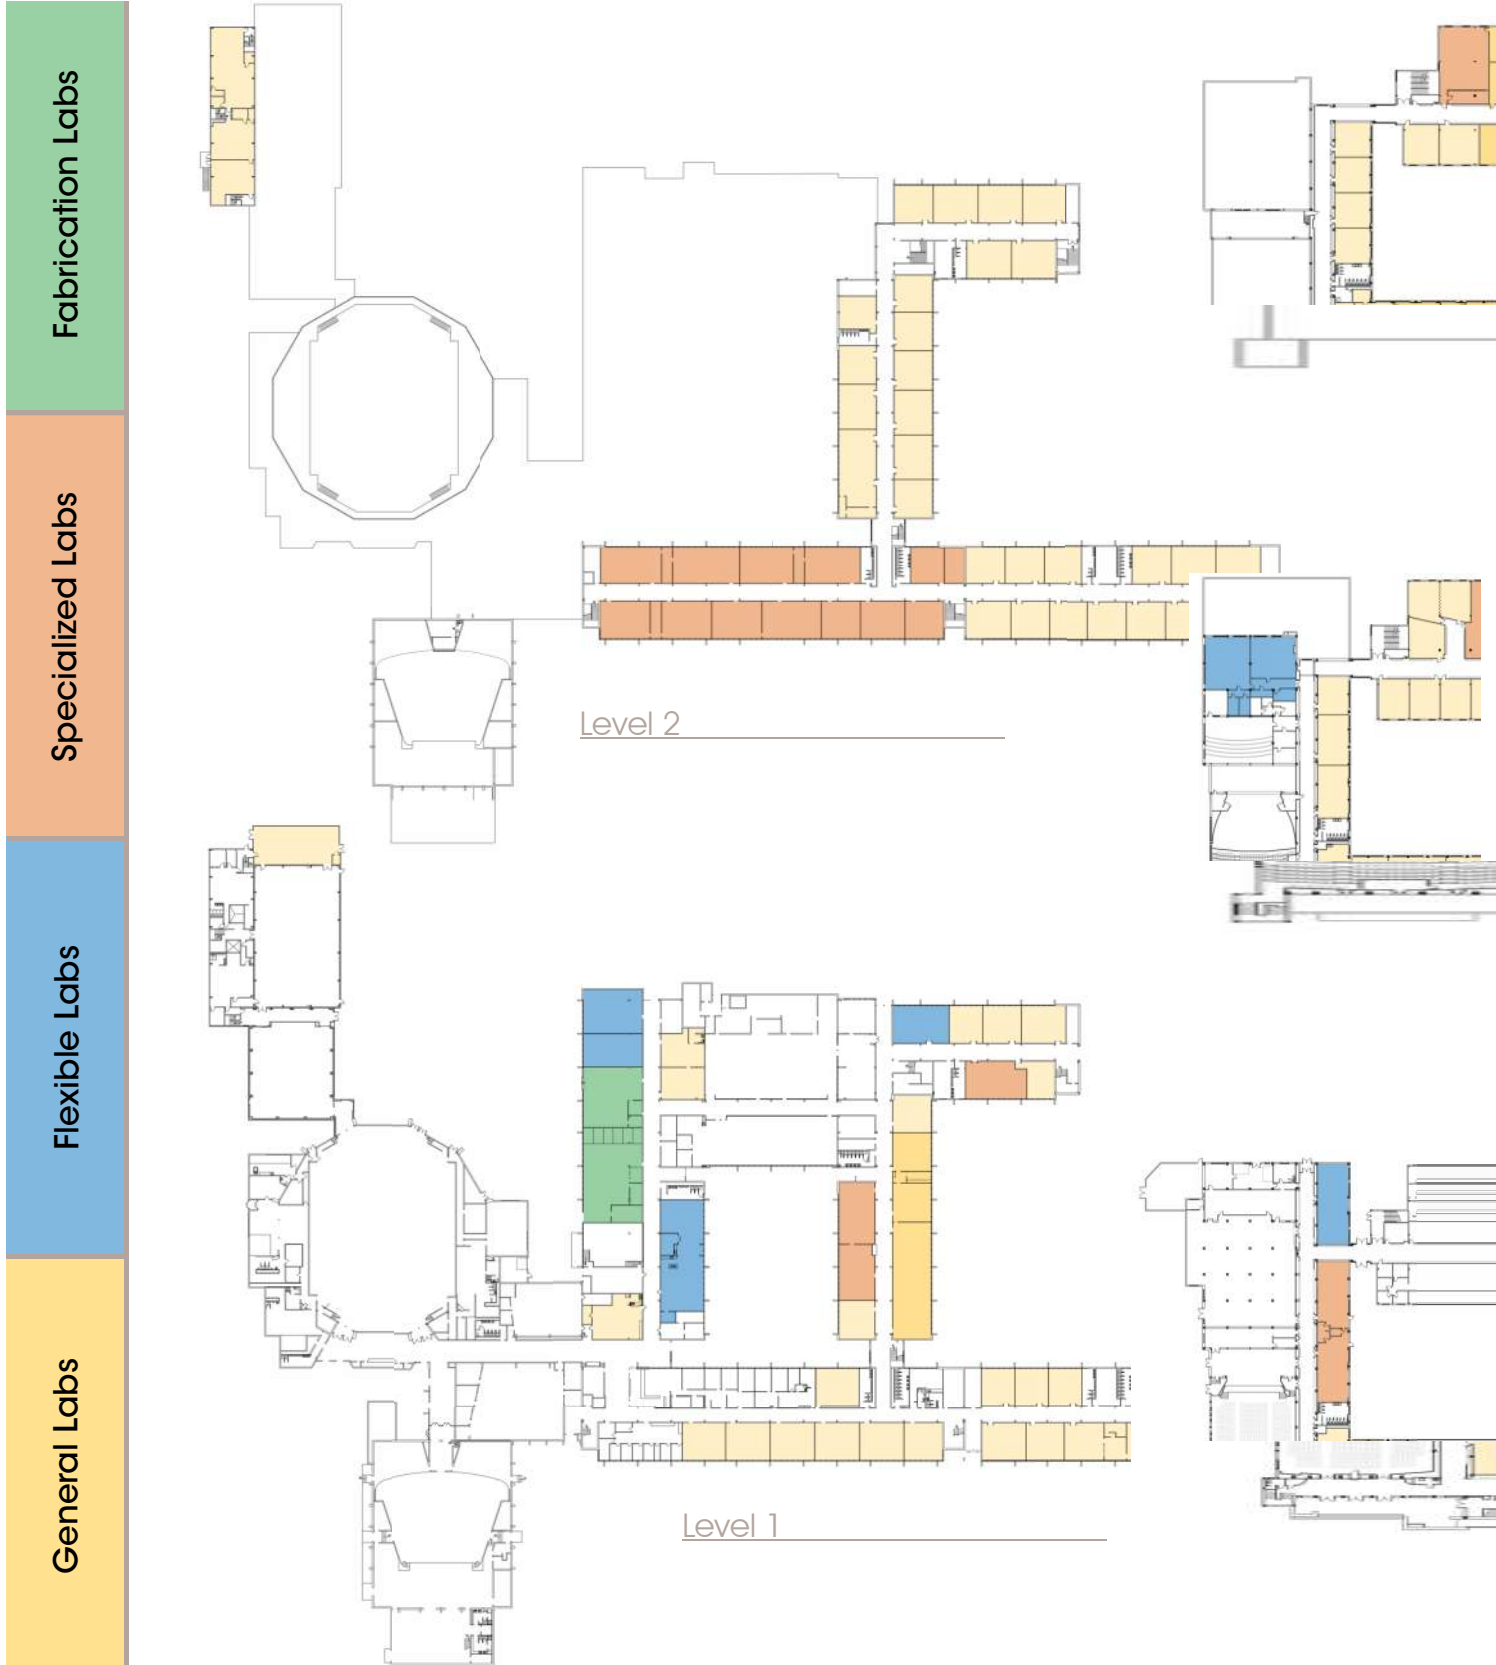 Fabrication Labs
Specialized Labs
Flexible Labs
General Labs
Level 2
Level 1